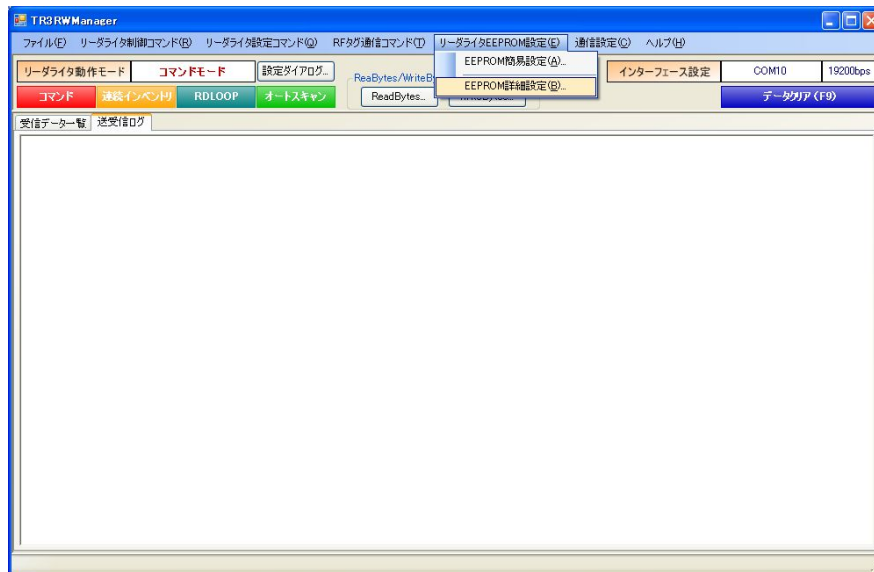 TR3RWManager
ファイル(F) リーダライタ制御コマンド(R) リーダライタ設定コマンド(Q) RFタグ通信コマンド(T) リーダライタEEPROM設定(E) 通信設定(C) ヘルプ(H)
EEPROM簡易設定(A)...
EEPROM詳細設定(B)...
リーダライタ動作モード コマンドモード 設定ダイアログ... ReaBytes/WriteB インターフェース設定 COM10 19200bps
コマンド 連続インベントリ RDLOOP オートスキャン ReadBytes... データクリア(F9)
受信データ一覧 送受信ログ